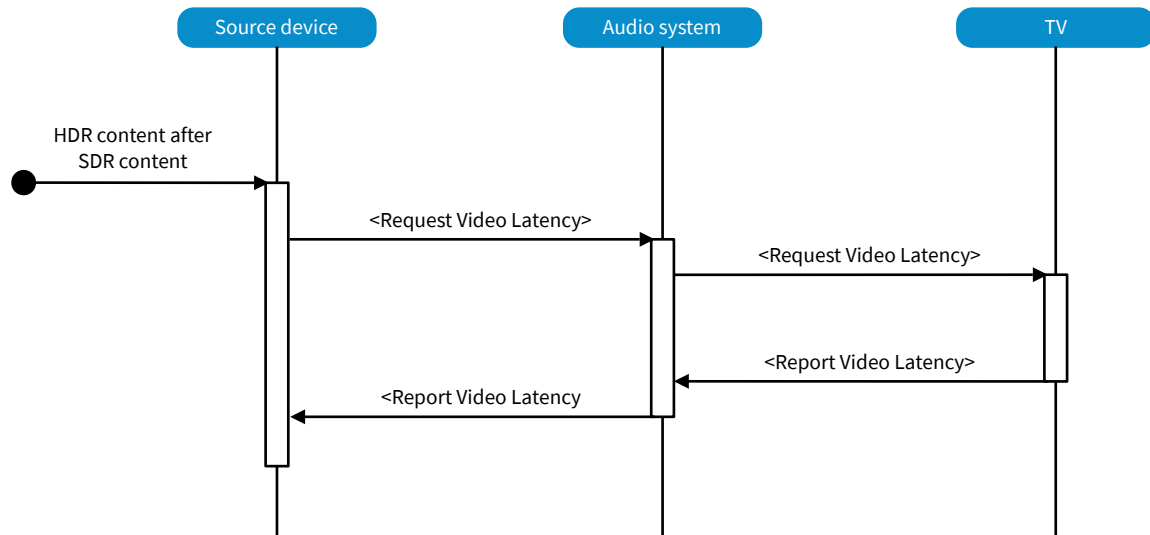 Source device
Audio system
TV
HDR content after
SDR content
<Request Video Latency>
<Request Video Latency>
<Report Video Latency>
<Report Video Latency